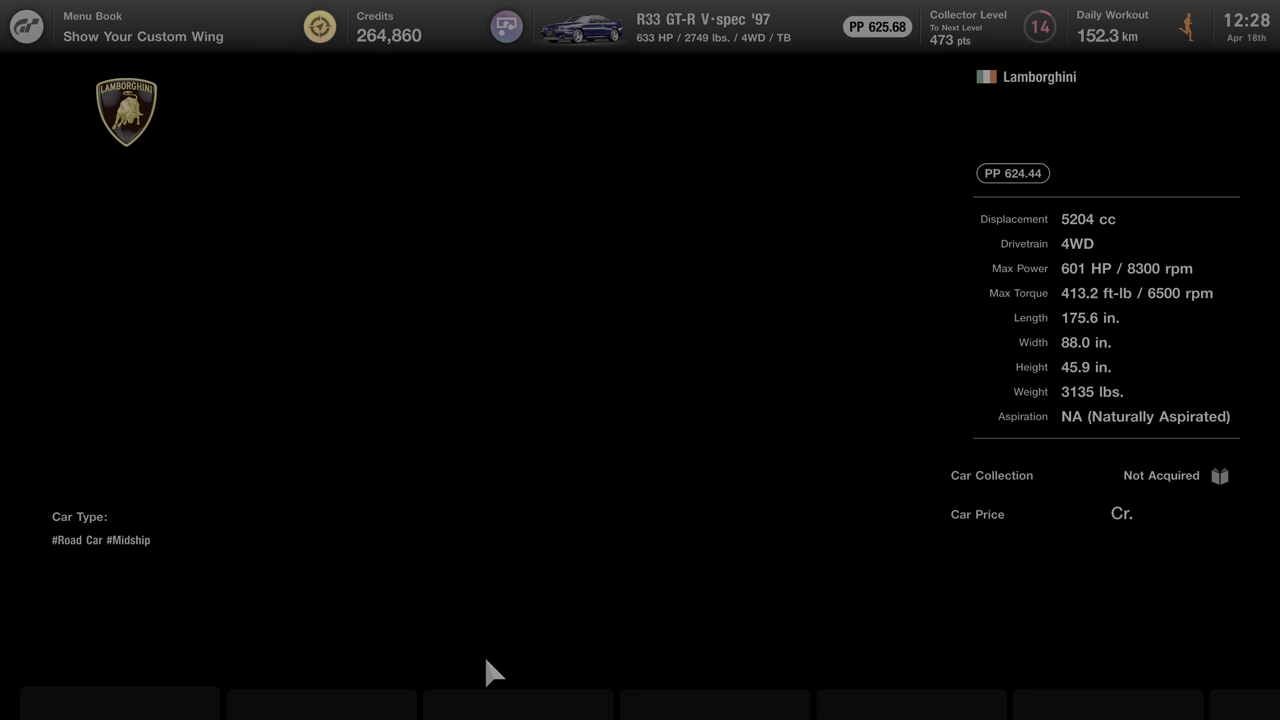 Menu Book
Show Your Custom Wing
Credits
264,860
R33 GT-R V·spec '97
633 HP / 2749 lbs. / 4WD / TB
PP 625.68
Collector Level
To Next Level
473 pts
14
Daily Workout
152.3 km
12:28
Apr 18th
LAMBORGHINI
Lamborghini
PP 624.44
Displacement 5204 cc
Drivetrain 4WD
Max Power 601 HP / 8300 rpm
Max Torque 413.2 ft-lb / 6500 rpm
Length 175.6 in.
Width 88.0 in.
Height 45.9 in.
Weight 3135 lbs.
Aspiration NA (Naturally Aspirated)
Car Collection Not Acquired
Car Price Cr.
Car Type:
#Road Car #Midship